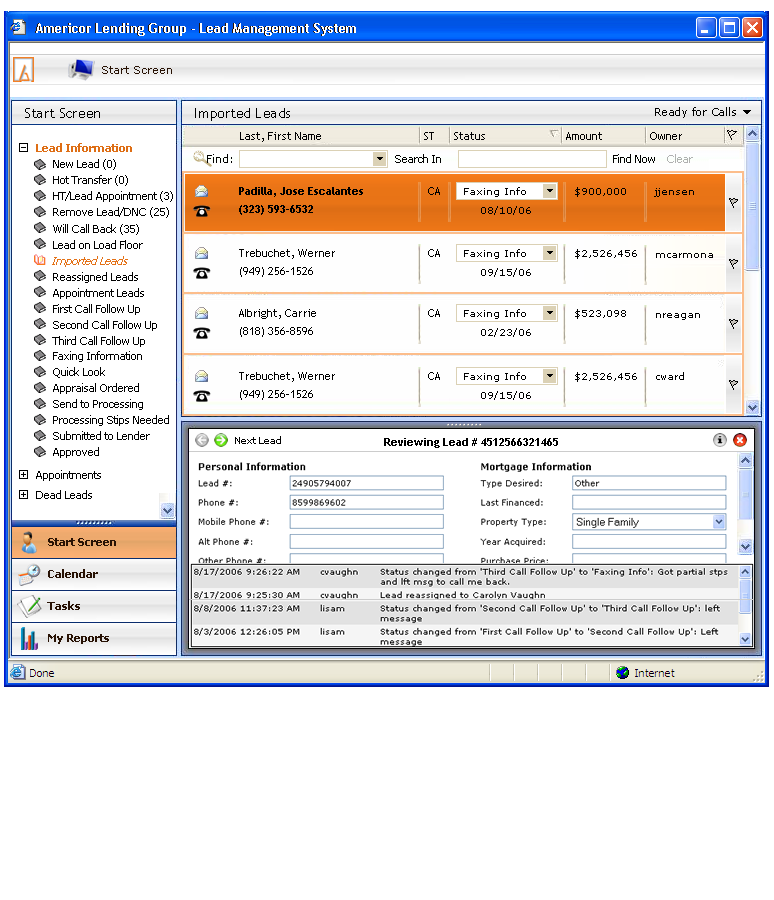 Americor Lending Group - Lead Management System
Start Screen
Start Screen
Lead Information
New Lead (0)
Hot Transfer (0)
HT/Lead Appointment (3)
Remove Lead/DNC (25)
Will Call Back (35)
Lead on Load Floor
Imported Leads
Reassigned Leads
Appointment Leads
First Call Follow Up
Second Call Follow Up
Third Call Follow Up
Faxing Information
Quick Look
Appraisal Ordered
Send to Processing
Processing Stips Needed
Submitted to Lender
Approved
Appointments
Dead Leads
Start Screen
Calendar
Tasks
My Reports
Imported Leads Ready for Calls
Last, First Name ST Status Amount Owner
Find: Search In Find Now Clear
Padilla, Jose Escalantes CA Faxing Info $900,000 jjensen
(323) 593-6532 08/10/06
Trebuchet, Werner CA Faxing Info $2,526,456 mcarmona
(949) 256-1526 09/15/06
Albright, Carrie CA Faxing Info $523,098 nreagan
(818) 356-8596 02/23/06
Trebuchet, Werner CA Faxing Info $2,526,456 cward
(949) 256-1526 09/15/06
Next Lead Reviewing Lead # 4512566321465
Personal Information Mortgage Information
Lead #: 24905794007 Type Desired: Other
Phone #: 8599869602 Last Financed:
Mobile Phone #: Property Type: Single Family
Alt Phone #: Year Acquired:
Other Phone #: Purchase Price:
8/17/2006 9:26:22 AM cvaughn Status changed from 'Third Call Follow Up' to 'Faxing Info': Got partial stps
and lft msg to call me back.
8/17/2006 9:25:30 AM cvaughn Lead reassigned to Carolyn Vaughn
8/8/2006 11:37:23 AM lisam Status changed from 'Second Call Follow Up' to 'Third Call Follow Up': left
message
8/3/2006 12:26:05 PM lisam Status changed from 'First Call Follow Up' to 'Second Call Follow Up': Left
message
Done Internet